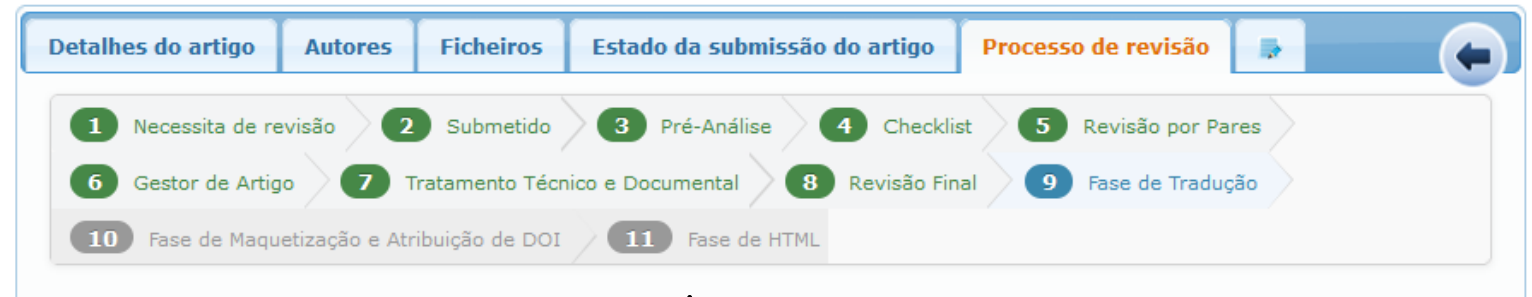 Detalhes do artigo Autores Ficheiros Estado da submissão do artigo Processo de revisão
1 Necessita de revisão 2 Submetido 3 Pré-Análise 4 Checklist 5 Revisão por Pares
6 Gestor de Artigo 7 Tratamento Técnico e Documental 8 Revisão Final 9 Fase de Tradução
10 Fase de Maquetização e Atribuição de DOI 11 Fase de HTML